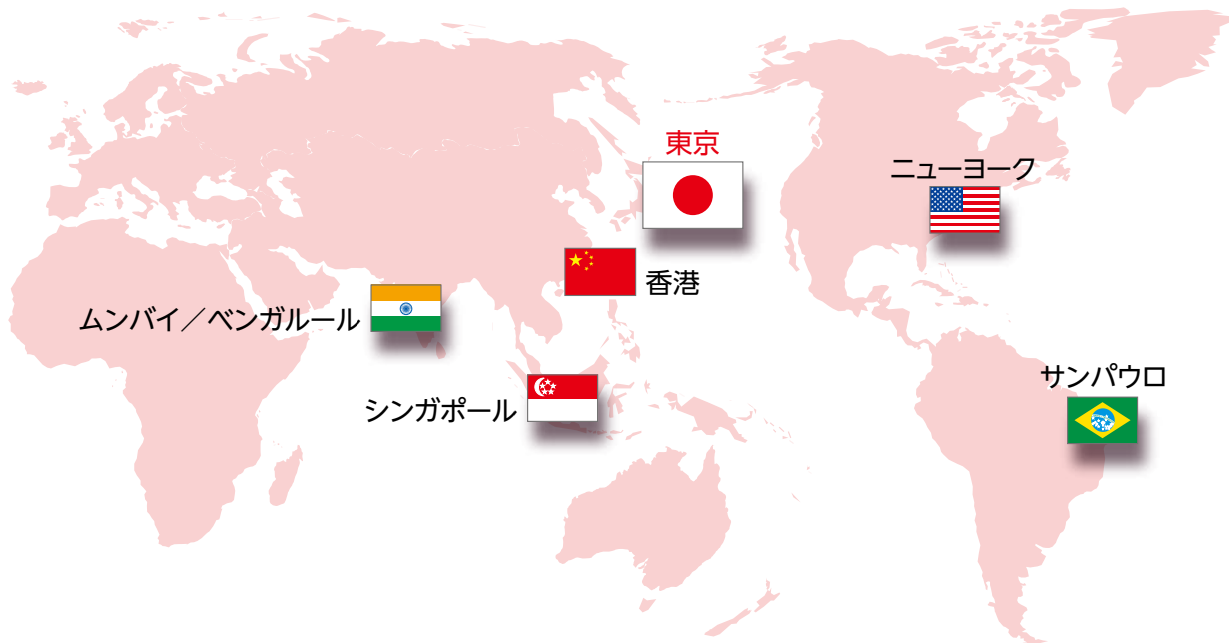 東京
ニューヨーク
香港
ムンバイ／ベンガルール
サンパウロ
シンガポール